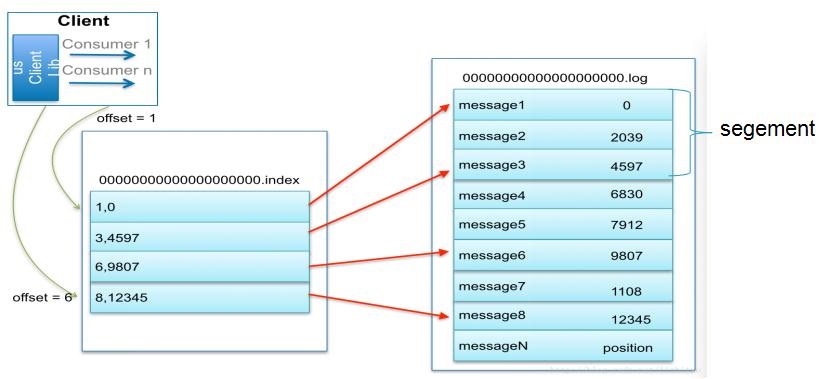 Client
Consumer 1
Consumer n
us
Client
Lib
offset = 1
00000000000000000000.index
1,0
3,4597
6,9807
8,12345
offset = 6
00000000000000000000.log
message1 0
message2 2039
message3 4597
message4 6830
message5 7912
message6 9807
message7 1108
message8 12345
messageN position
segement